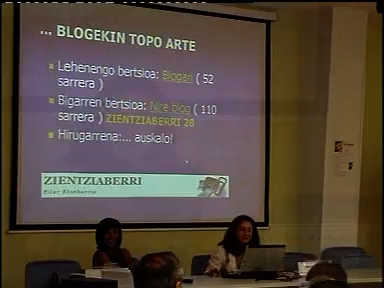 ... BLOGEKIN TOPO ARTE
Lehenengo bertsioa: Blogari ( 52
sarrera )
Bigarren bertsioa: Nire blog ( 110
sarrera ) ZIENTZIABERRI 28
Hirugarrena:... auskalo!
ZIENTZIABERRI
Pilar Etxeberria